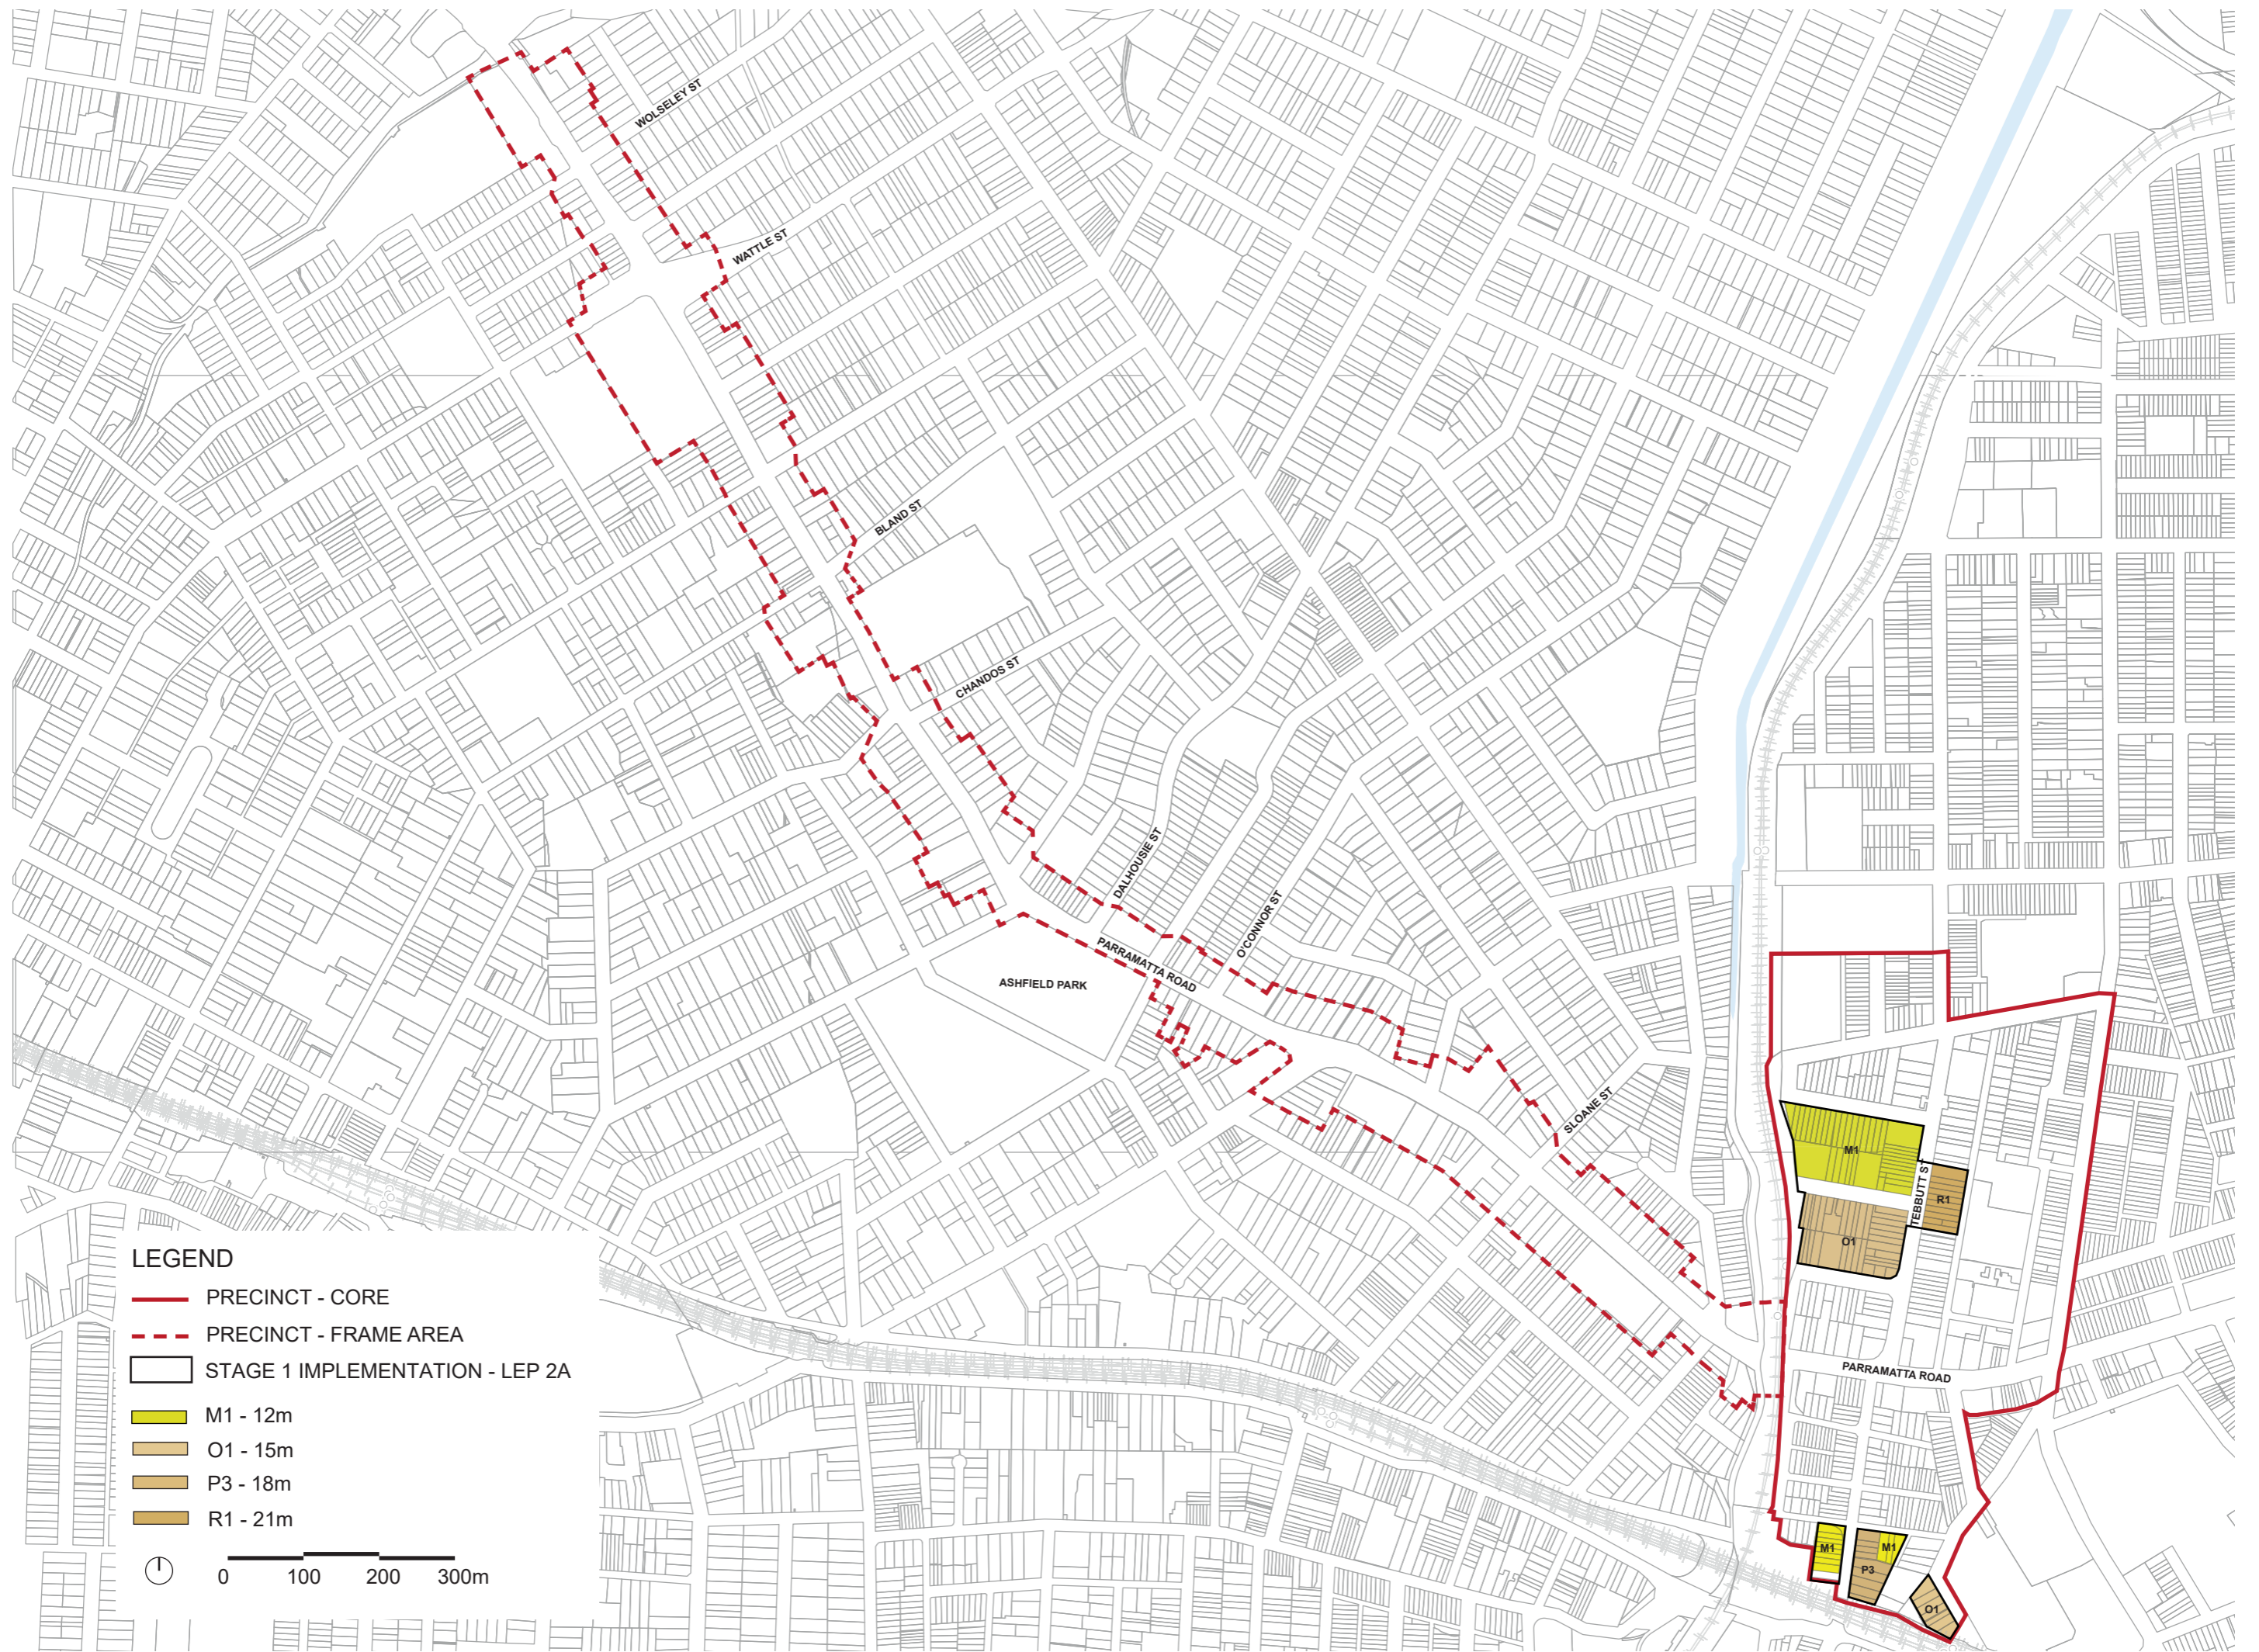 WOLSELEY ST
WATTLE ST
BLAND ST
CHANDOS ST
DALHOUSIE ST
O'CONNOR ST
PARRAMATTA ROAD
ASHFIELD PARK
SLOANE ST
M1
TEBBUTT ST
R1
O1
PARRAMATTA ROAD
M1
M1
P3
O1
LEGEND
PRECINCT - CORE
PRECINCT - FRAME AREA
STAGE 1 IMPLEMENTATION - LEP 2A
M1 - 12m
O1 - 15m
P3 - 18m
R1 - 21m
0 100 200 300m